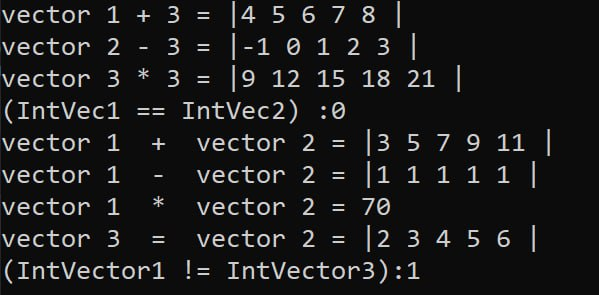 vector 1 + 3 = |4 5 6 7 8 |
vector 2 - 3 = |-1 0 1 2 3 |
vector 3 * 3 = |9 12 15 18 21 |
(IntVec1 == IntVec2) :0
vector 1  +  vector 2 = |3 5 7 9 11 |
vector 1  -  vector 2 = |1 1 1 1 1 |
vector 1  *  vector 2 = 70
vector 3  =  vector 2 = |2 3 4 5 6 |
(IntVector1 != IntVector3):1